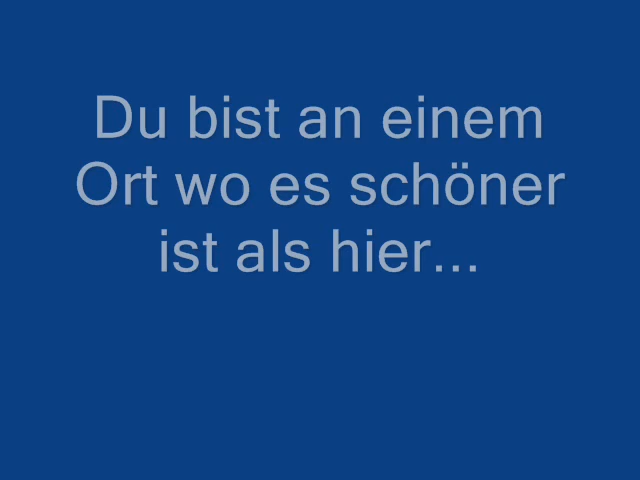 Du bist an einem
Ort wo es schöner
ist als hier...